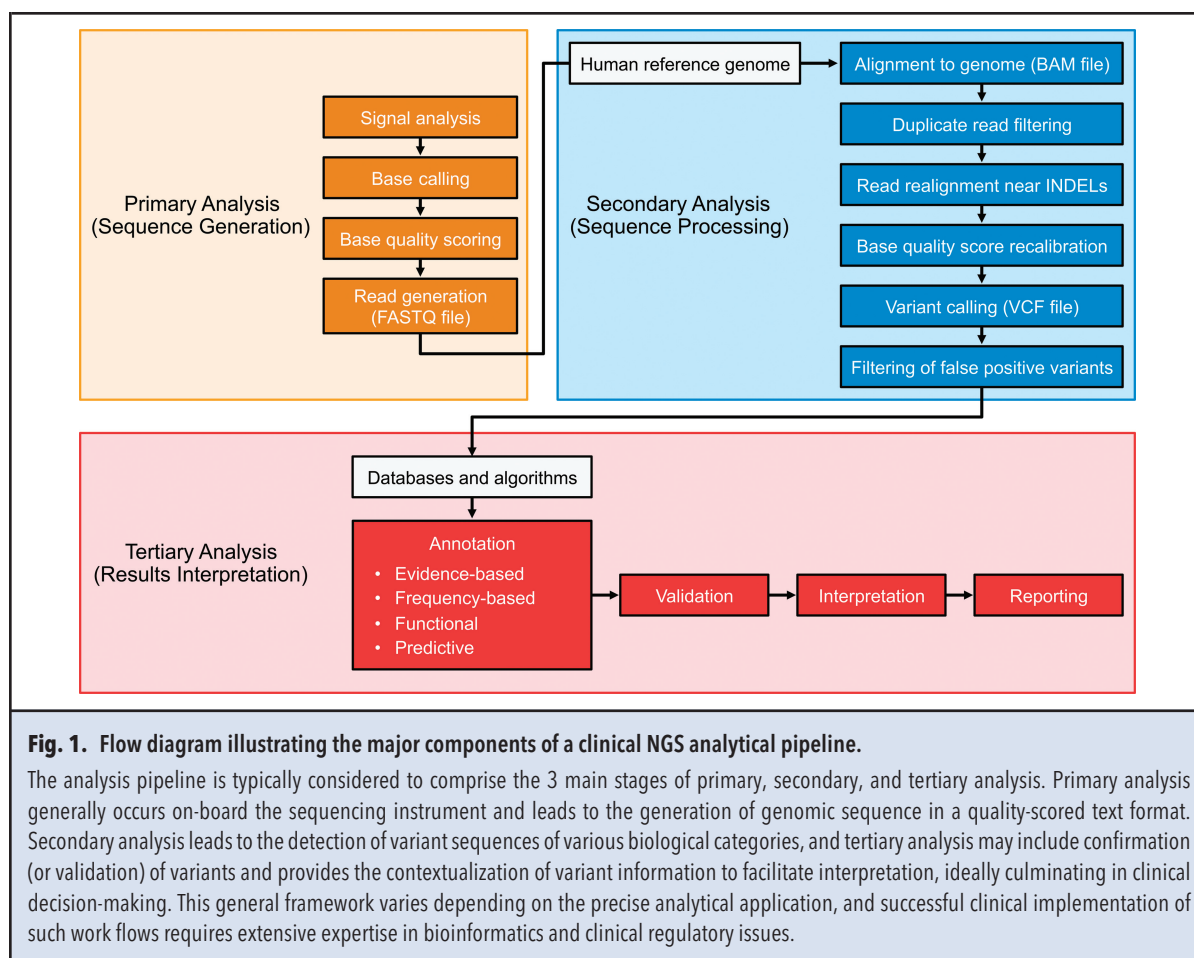 Primary Analysis
(Sequence Generation)
Signal analysis
Base calling
Base quality scoring
Read generation
(FASTQ file)
Human reference genome
Secondary Analysis
(Sequence Processing)
Alignment to genome (BAM file)
Duplicate read filtering
Read realignment near INDELs
Base quality score recalibration
Variant calling (VCF file)
Filtering of false positive variants
Tertiary Analysis
(Results Interpretation)
Databases and algorithms
Annotation
• Evidence-based
• Frequency-based
• Functional
• Predictive
Validation
Interpretation
Reporting
Fig. 1. Flow diagram illustrating the major components of a clinical NGS analytical pipeline.
The analysis pipeline is typically considered to comprise the 3 main stages of primary, secondary, and tertiary analysis. Primary analysis
generally occurs on-board the sequencing instrument and leads to the generation of genomic sequence in a quality-scored text format.
Secondary analysis leads to the detection of variant sequences of various biological categories, and tertiary analysis may include confirmation
(or validation) of variants and provides the contextualization of variant information to facilitate interpretation, ideally culminating in clinical
decision-making. This general framework varies depending on the precise analytical application, and successful clinical implementation of
such work flows requires extensive expertise in bioinformatics and clinical regulatory issues.